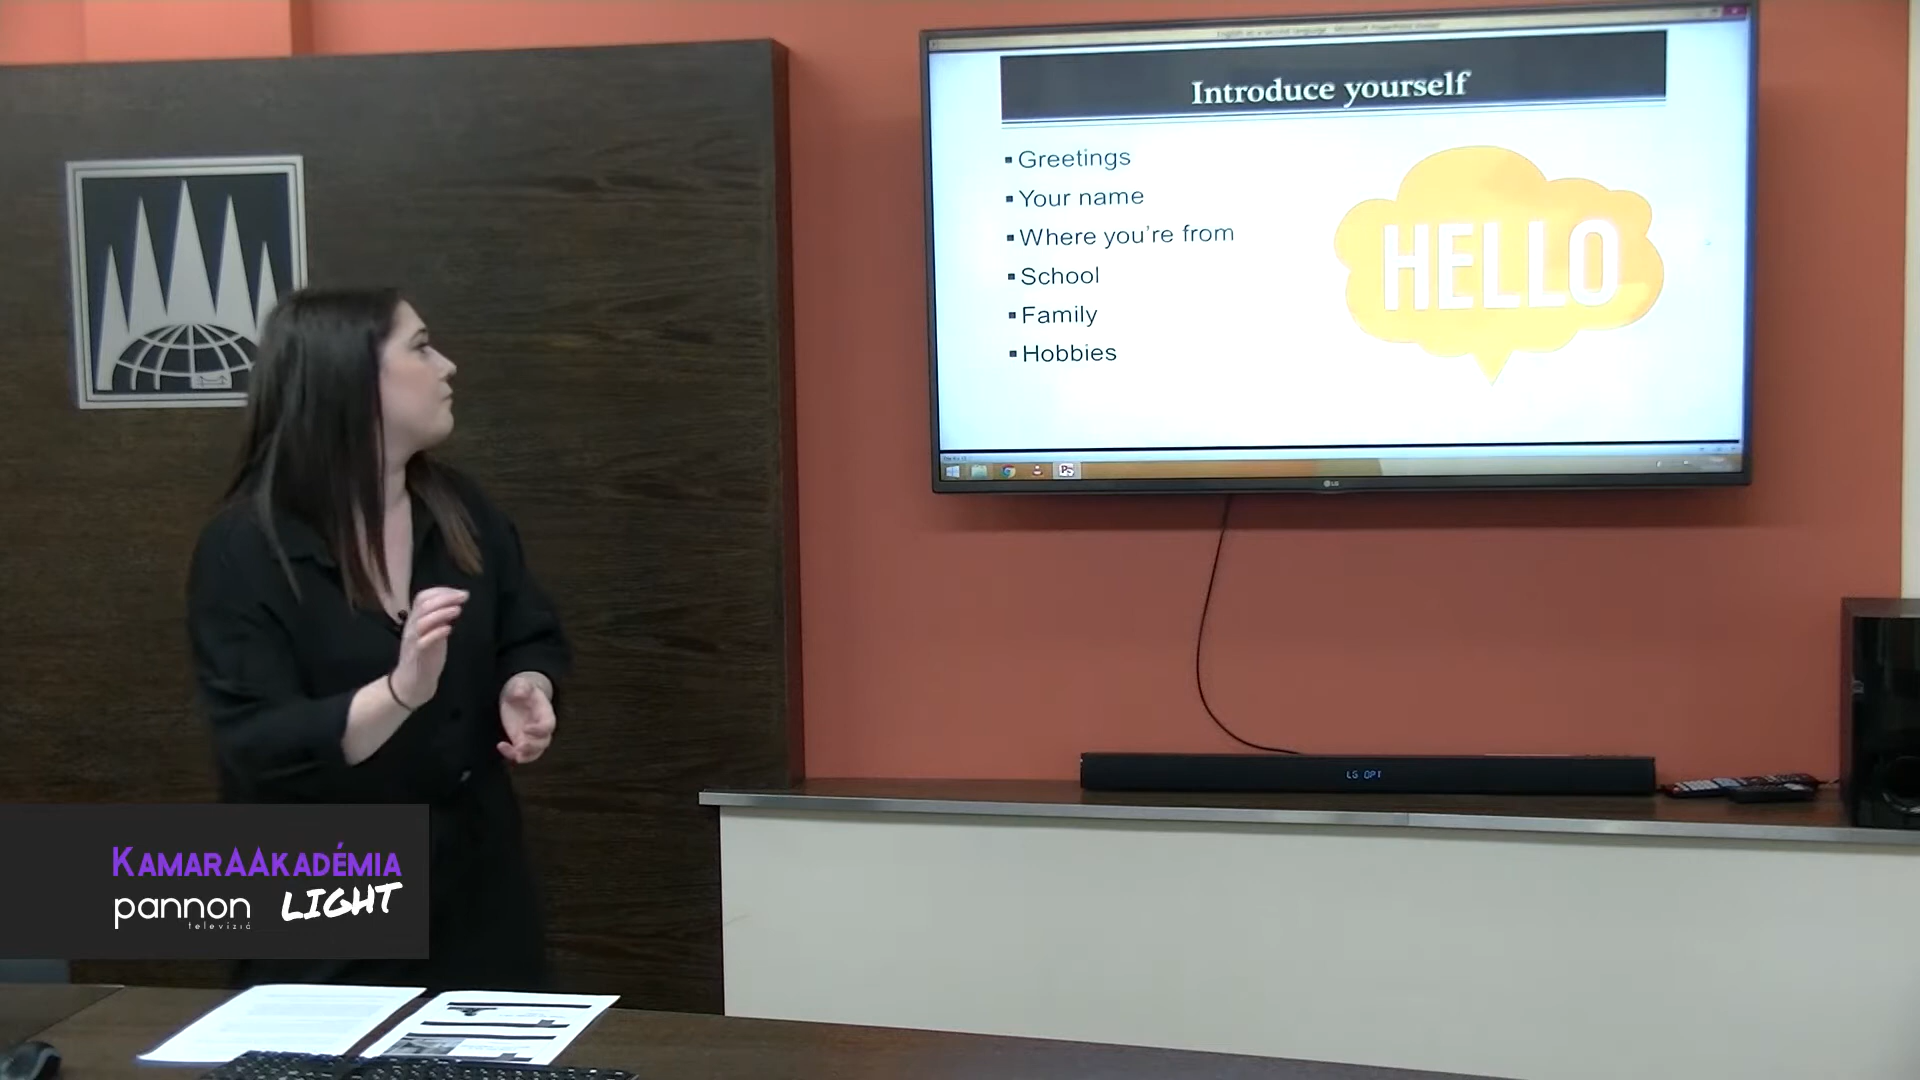 Introduce yourself
Greetings
Your name
Where you're from
School
Family
Hobbies
HELLO
LG
LG OPT
KAMARAAKADÉMIA
pannon LIGHT
televízió